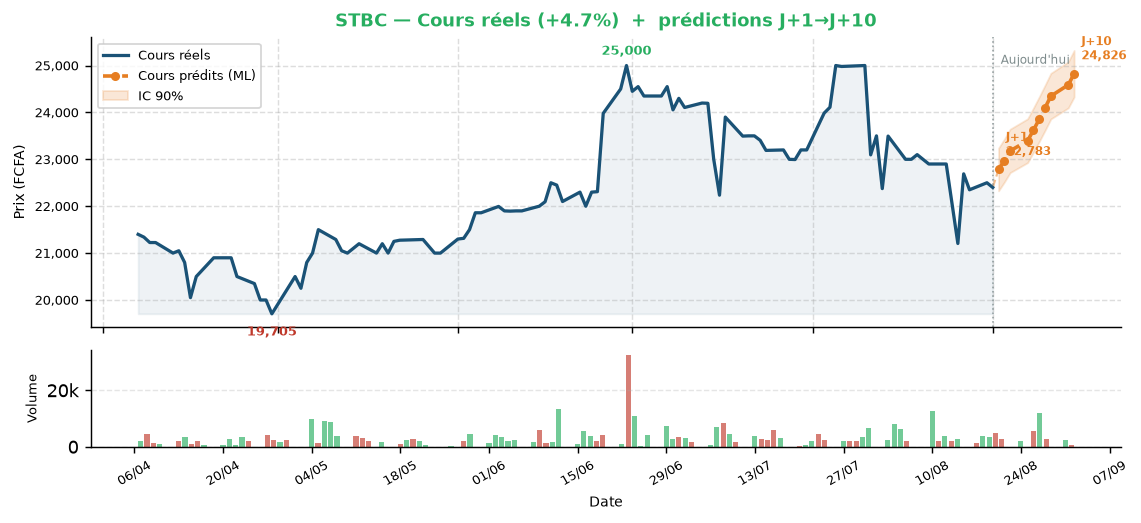 STBC — Cours réels (+4.7%) + prédictions J+1→J+10
Cours réels
Cours prédits (ML)
IC 90%
25,000
Aujourd'hui
J+10
24,826
J+1
22,783
19,705
Prix (FCFA)
25,000
24,000
23,000
22,000
21,000
20,000
Volume
20k
0
06/04
20/04
04/05
18/05
01/06
15/06
29/06
13/07
27/07
10/08
24/08
07/09
Date